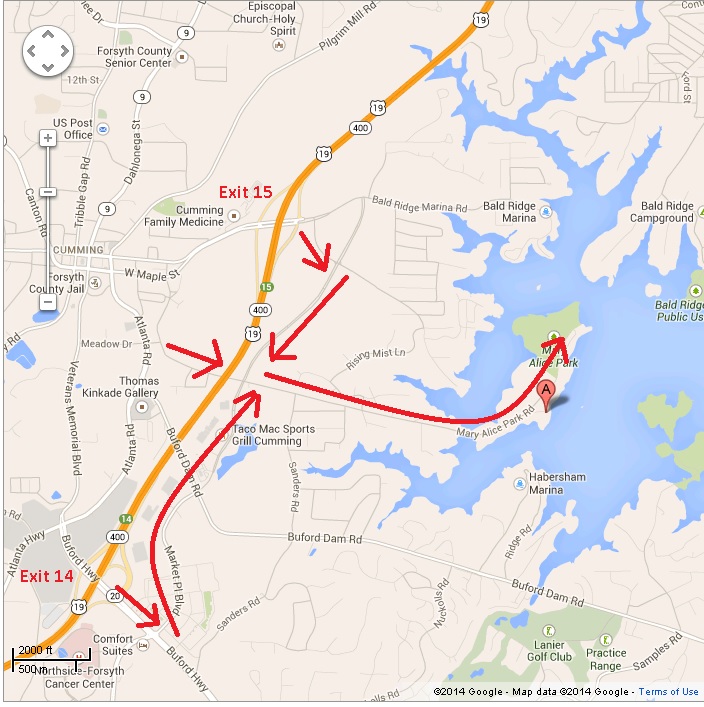 Episcopal
Church-Holy
Spirit
Pilgrim Mill Rd
19
9
Forsyth County
Senior Center
12th St
9
19
400
19
US Post
Office
Dahlonega St
Tribble Gap Rd
Canton Rd
9
Exit 15
Cumming
Family Medicine
Bald Ridge Marina Rd
Bald Ridge
Marina
Bald Ridge
Campground
CUMMING
W Maple St
Forsyth
County Jail
15
400
19
Bald Ridge
Public Us
Meadow Dr
Atlanta Rd
Rising Mist Ln
Mary
Alice Park
A
Thomas
Kinkade Gallery
Veterans Memorial Blvd
Atlanta Rd
Buford Dam Rd
Taco Mac Sports
Grill Cumming
Mary Alice Park Rd
Sanders Rd
Habersham
Marina
14
400
Atlanta Hwy
Buford Hwy
Market Pl Blvd
Buford Dam Rd
Ridge Rd
Exit 14
20
19
Buford Dam Rd
Nuckolls Rd
Sanders Rd
Comfort
Suites
Buford Hwy
Lanier
Golf Club
Practice
Range
Samples Rd
2000 ft
500 m
Northside-Forsyth
Cancer Center
©2014 Google - Map data ©2014 Google - Terms of Use